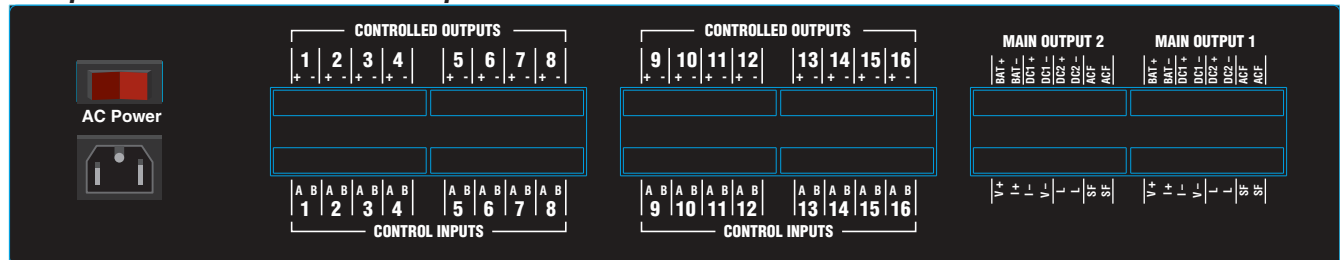 CONTROLLED OUTPUTS
1 2 3 4 5 6 7 8
+ - + - + - + - + - + - + - + -
CONTROLLED OUTPUTS
9 10 11 12 13 14 15 16
+ - + - + - + - + - + - + - + -
MAIN OUTPUT 2
BAT + BAT – DC1 + DC1 – DC2 + DC2 – ACF ACF
MAIN OUTPUT 1
BAT + BAT – DC1 + DC1 – DC2 + DC2 – ACF ACF
AC Power
A B A B A B A B A B A B A B A B
1 2 3 4 5 6 7 8
CONTROL INPUTS
A B A B A B A B A B A B A B A B
9 10 11 12 13 14 15 16
CONTROL INPUTS
V + I + I – V – L L SF SF
V + I + I – V – L L SF SF